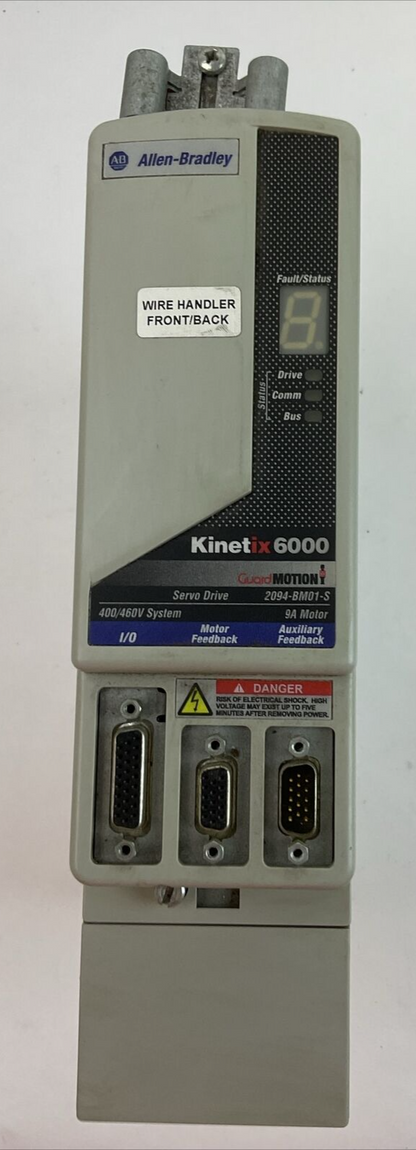 AB Allen-Bradley
WIRE HANDLER
FRONT/BACK
Fault/Status
8.
Status
Drive
Comm
Bus
Kinetix 6000
GuardMOTION
Servo Drive 2094-BM01-S
400/460V System 9A Motor
I/O
Motor
Feedback
Auxiliary
Feedback
DANGER
RISK OF ELECTRICAL SHOCK. HIGH
VOLTAGE MAY EXIST UP TO FIVE
MINUTES AFTER REMOVING POWER.